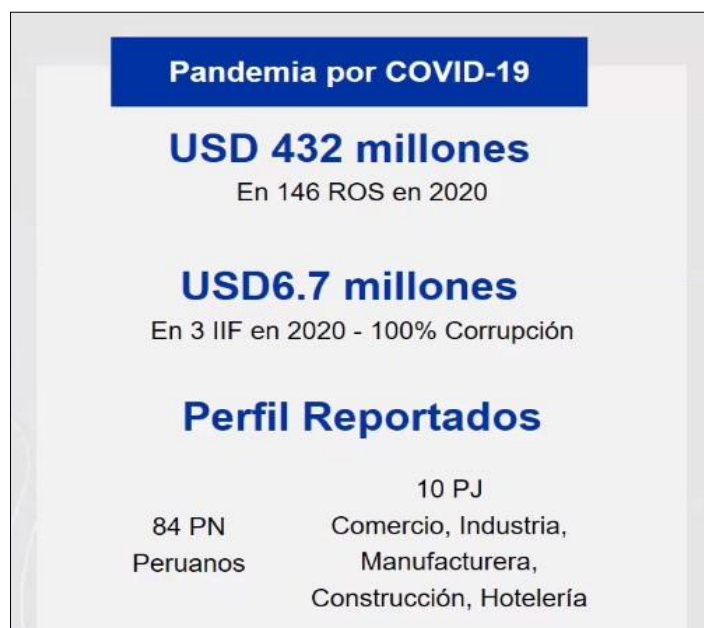 Pandemia por COVID-19
USD 432 millones
En 146 ROS en 2020
USD6.7 millones
En 3 IIF en 2020 - 100% Corrupción
Perfil Reportados
84 PN
Peruanos
10 PJ
Comercio, Industria,
Manufacturera,
Construcción, Hotelería